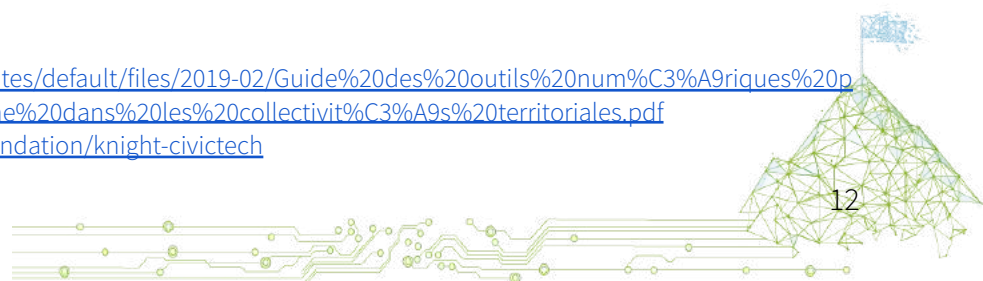 tes/default/files/2019-02/Guide%20des%20outils%20num%C3%A9riques%20p
ne%20dans%20les%20collectivit%C3%A9s%20territoriales.pdf
ndation/knight-civictech
12